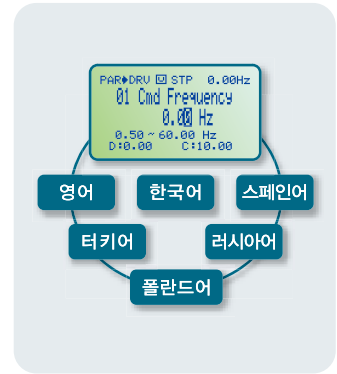 PAR♦DRV U STP 0.00Hz
01 Cmd Frequency
0.00 Hz
0.50 ~ 60.00 Hz
D:0.00 C:10.00
영어 한국어 스페인어
터키어 러시아어
폴란드어